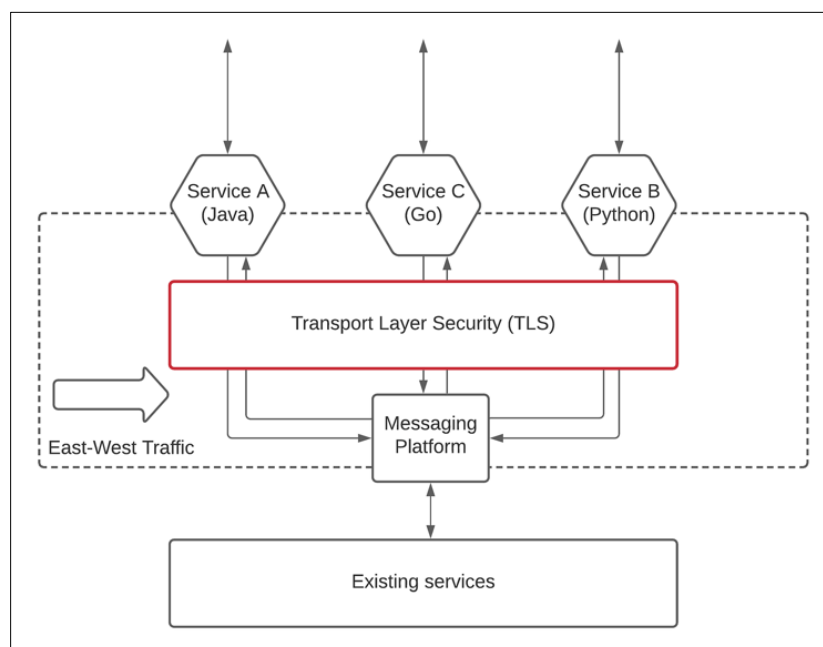 Service A
(Java)
Service C
(Go)
Service B
(Python)
Transport Layer Security (TLS)
East-West Traffic
Messaging
Platform
Existing services